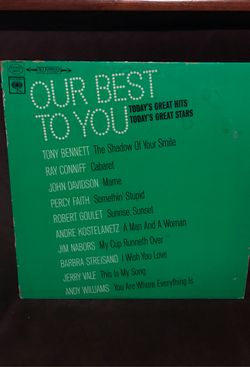 OUR BEST
TO YOU
TODAY'S GREAT HITS
TODAY'S GREAT STARS
TONY BENNETT The Shadow Of Your Smile
RAY CONNIFF Cabaret
JOHN DAVIDSON Mame
PERCY FAITH Somethin' Stupid
ROBERT GOULET Sunrise, Sunset
ANDRE KOSTELANETZ A Man And A Woman
JIM NABORS My Cup Runneth Over
BARBRA STREISAND I Wish You Love
JERRY VALE This Is My Song
ANDY WILLIAMS You Are Where Everything Is